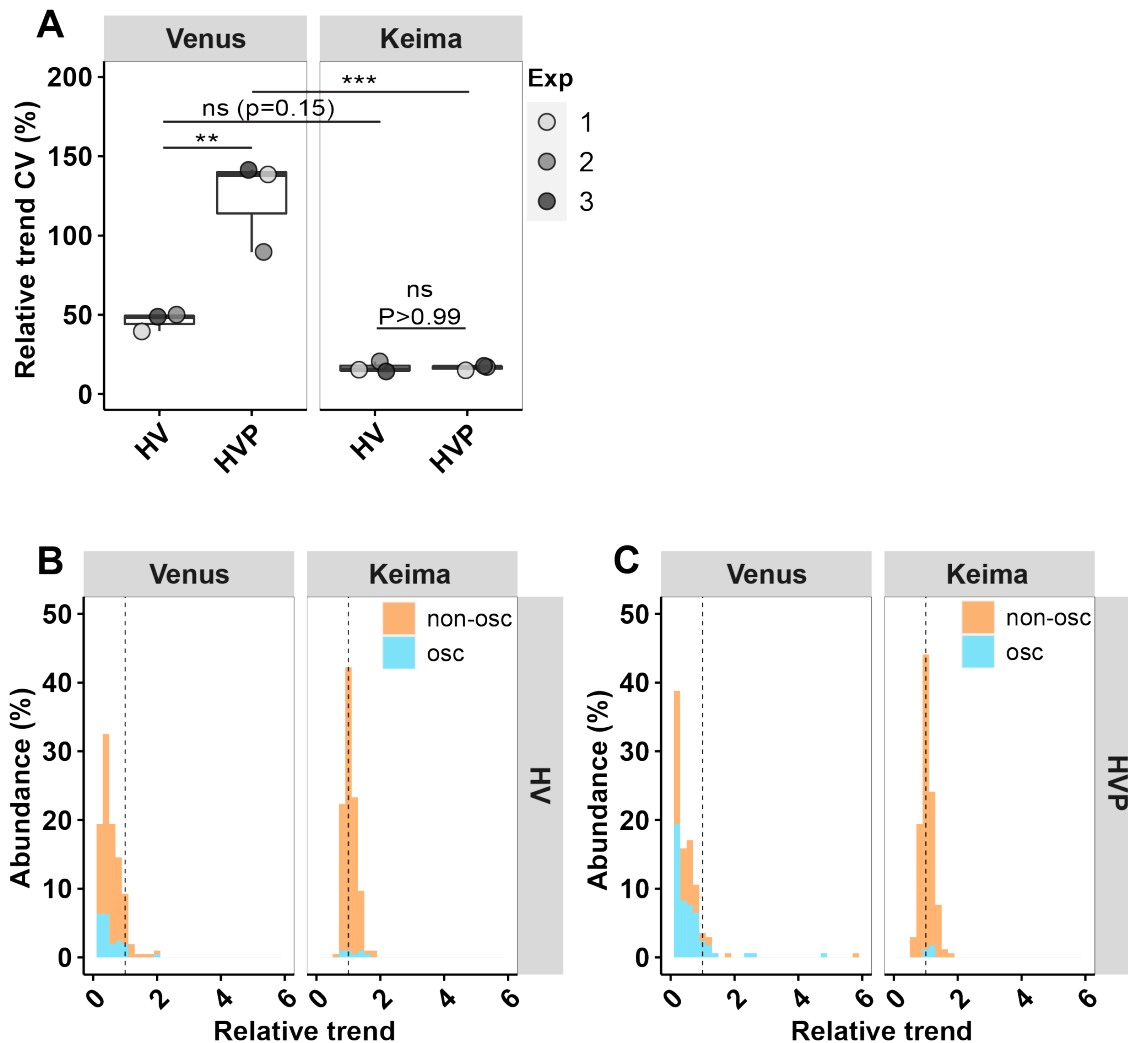 A
Venus Keima
Relative trend CV (%)
200
150
100
50
0
***
ns (p=0.15)
**
ns
P>0.99
HV HVP HV HVP
Exp
1
2
3
B
Venus Keima
Abundance (%)
50
40
30
20
10
0
non-osc
osc
HV
0 2 4 6 0 2 4 6
Relative trend
C
Venus Keima
Abundance (%)
50
40
30
20
10
0
non-osc
osc
HVP
0 2 4 6 0 2 4 6
Relative trend